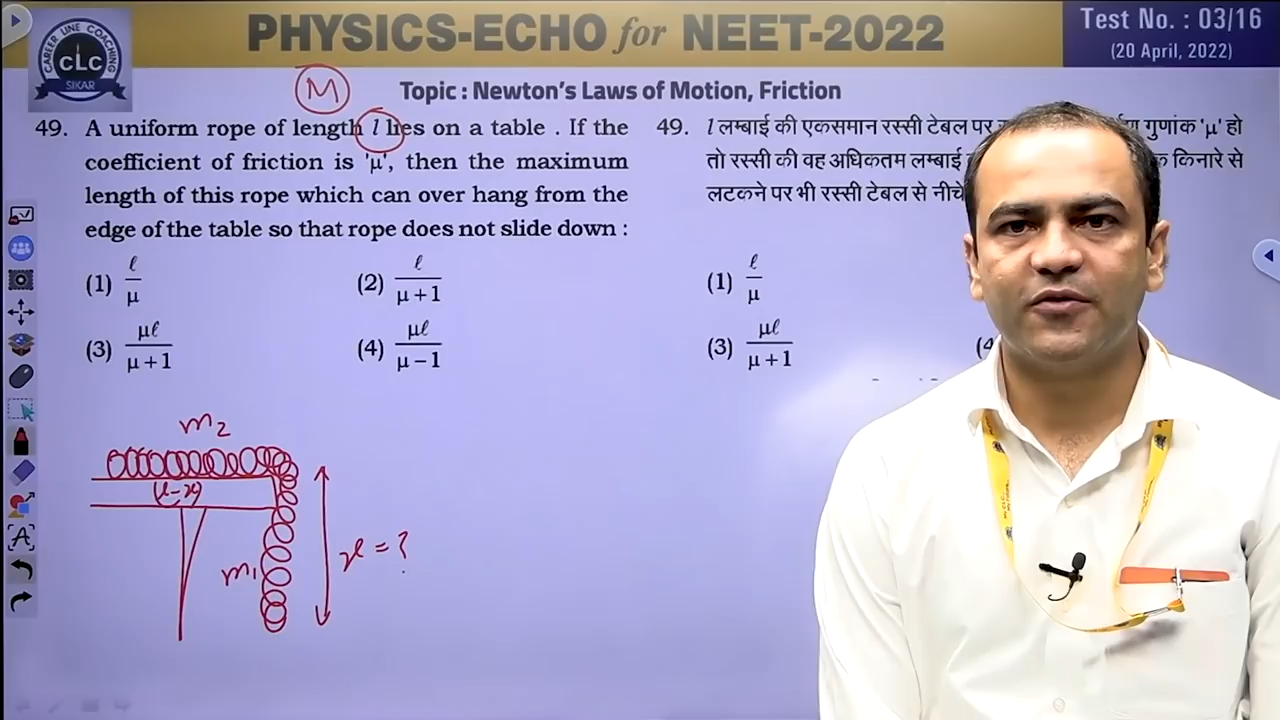 PHYSICS-ECHO for NEET-2022
Test No. : 03/16
(20 April, 2022)
CAREER LINE COACHING
CLC
SIKAR
Topic : Newton's Laws of Motion, Friction
M
49. A uniform rope of length l lies on a table . If the
coefficient of friction is 'μ', then the maximum
length of this rope which can over hang from the
edge of the table so that rope does not slide down :
(1) ℓ/μ (2) ℓ/μ+1
(3) μℓ/μ+1 (4) μℓ/μ−1
49. l लम्बाई की एकसमान रस्सी टेबल पर गुणांक 'μ' हो
तो रस्सी की वह अधिकतम लम्बाई किनारे से
लटकने पर भी रस्सी टेबल से नीचे
(1) ℓ/μ
(3) μℓ/μ+1
m₂
(l−x)
m₁
x = ?